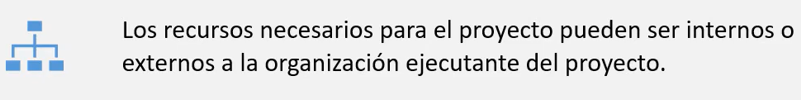 Los recursos necesarios para el proyecto pueden ser internos o
externos a la organización ejecutante del proyecto.